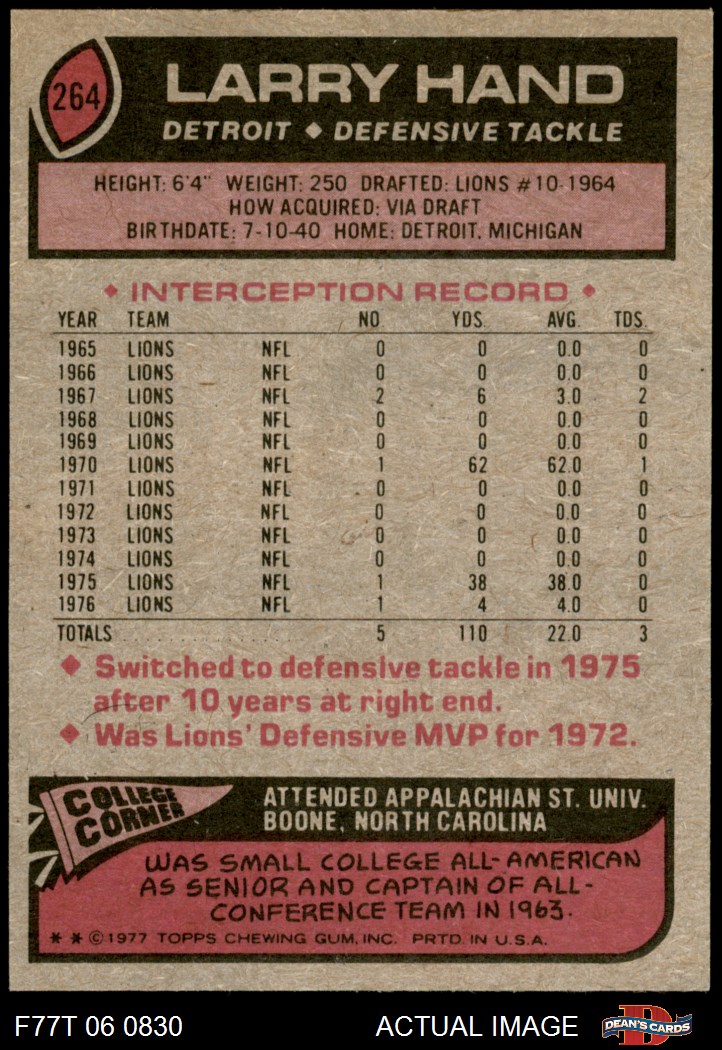 264
LARRY HAND
DETROIT ◆ DEFENSIVE TACKLE
HEIGHT: 6'4" WEIGHT: 250 DRAFTED: LIONS #10-1964
HOW ACQUIRED: VIA DRAFT
BIRTHDATE: 7-10-40 HOME: DETROIT, MICHIGAN
◆ INTERCEPTION RECORD ◆
YEAR TEAM NO. YDS. AVG. TDS.
1965 LIONS NFL 0 0 0.0 0
1966 LIONS NFL 0 0 0.0 0
1967 LIONS NFL 2 6 3.0 2
1968 LIONS NFL 0 0 0.0 0
1969 LIONS NFL 0 0 0.0 0
1970 LIONS NFL 1 62 62.0 1
1971 LIONS NFL 0 0 0.0 0
1972 LIONS NFL 0 0 0.0 0
1973 LIONS NFL 0 0 0.0 0
1974 LIONS NFL 0 0 0.0 0
1975 LIONS NFL 1 38 38.0 0
1976 LIONS NFL 1 4 4.0 0
TOTALS 5 110 22.0 3
◆ Switched to defensive tackle in 1975
after 10 years at right end.
◆ Was Lions' Defensive MVP for 1972.
COLLEGE
CORNER
ATTENDED APPALACHIAN ST. UNIV.
BOONE, NORTH CAROLINA
WAS SMALL COLLEGE ALL-AMERICAN
AS SENIOR AND CAPTAIN OF ALL-
CONFERENCE TEAM IN 1963.
* * © 1977 TOPPS CHEWING GUM, INC. PRTD. IN U.S.A.
F77T 06 0830 ACTUAL IMAGE
D
DEAN'S CARDS